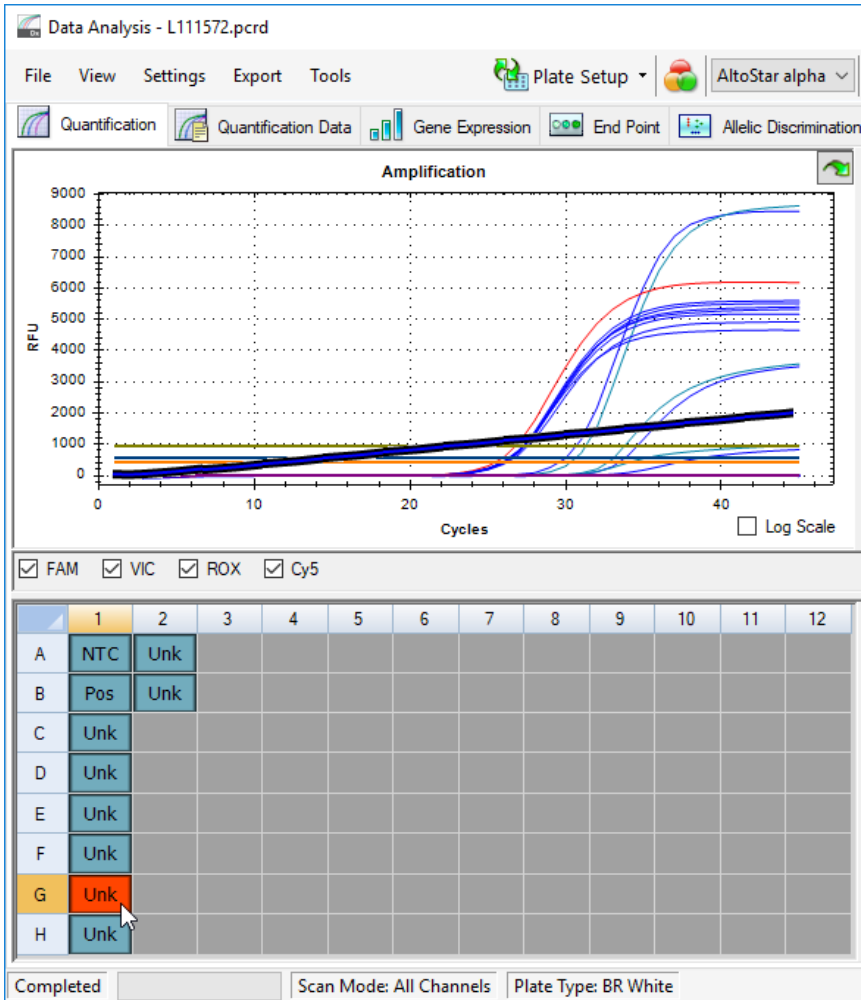 Data Analysis - L111572.pcrd
File View Settings Export Tools Plate Setup AltoStar alpha
Quantification Quantification Data Gene Expression End Point Allelic Discrimination
Amplification
9000
8000
7000
6000
5000
4000
3000
2000
1000
0
RFU
0 10 20 30 40
Cycles
Log Scale
FAM VIC ROX Cy5
1 2 3 4 5 6 7 8 9 10 11 12
A NTC Unk
B Pos Unk
C Unk
D Unk
E Unk
F Unk
G Unk
H Unk
Completed Scan Mode: All Channels Plate Type: BR White